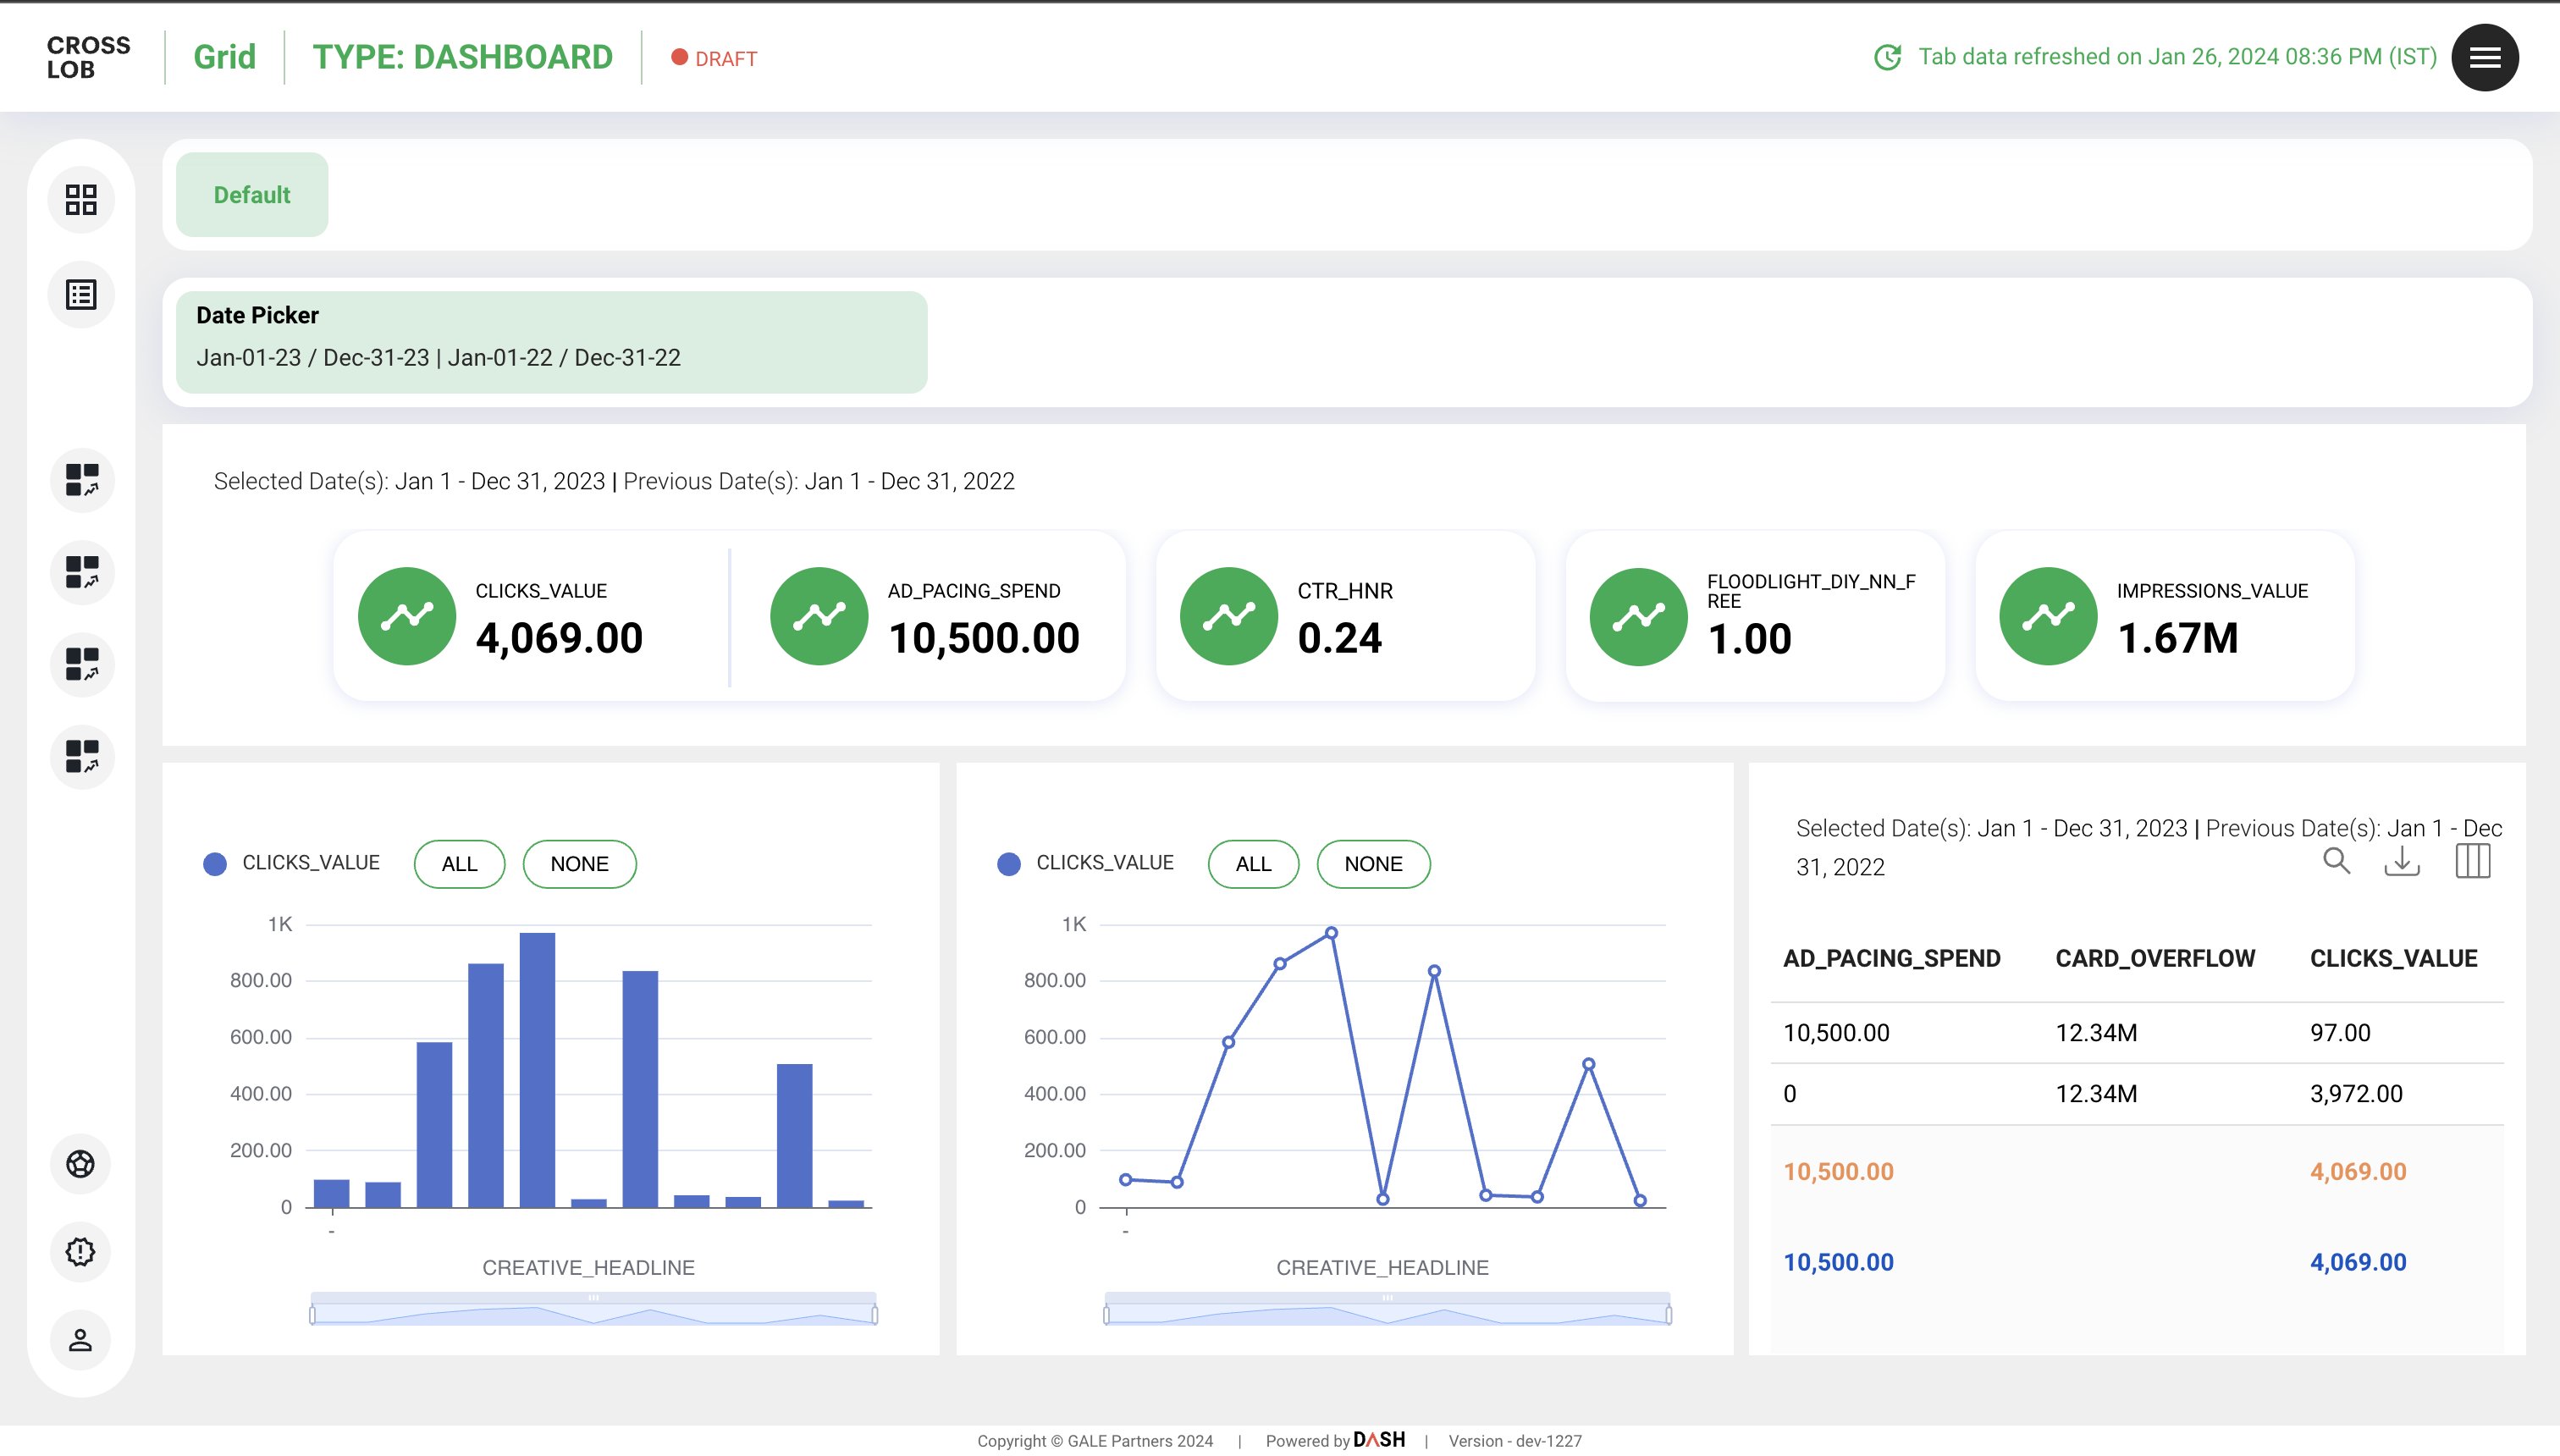 CROSS
LOB
Grid
TYPE: DASHBOARD
DRAFT
Tab data refreshed on Jan 26, 2024 08:36 PM (IST)
Default
Date Picker
Jan-01-23 / Dec-31-23 | Jan-01-22 / Dec-31-22
Selected Date(s): Jan 1 - Dec 31, 2023 | Previous Date(s): Jan 1 - Dec 31, 2022
CLICKS_VALUE
4,069.00
AD_PACING_SPEND
10,500.00
CTR_HNR
0.24
FLOODLIGHT_DIY_NN_F
REE
1.00
IMPRESSIONS_VALUE
1.67M
CLICKS_VALUE ALL NONE
1K
800.00
600.00
400.00
200.00
0
-
CREATIVE_HEADLINE
CLICKS_VALUE ALL NONE
1K
800.00
600.00
400.00
200.00
0
-
CREATIVE_HEADLINE
Selected Date(s): Jan 1 - Dec 31, 2023 | Previous Date(s): Jan 1 - Dec
31, 2022
AD_PACING_SPEND CARD_OVERFLOW CLICKS_VALUE
10,500.00 12.34M 97.00
0 12.34M 3,972.00
10,500.00 4,069.00
10,500.00 4,069.00
Copyright © GALE Partners 2024 | Powered by DASH | Version - dev-1227